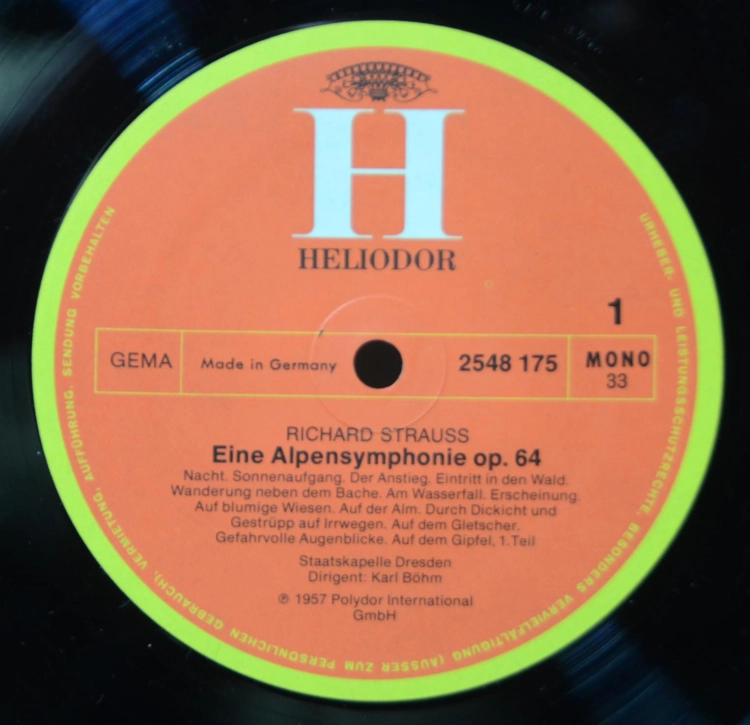 H
HELIODOR
1
GEMA
Made in Germany
2548 175
MONO
33
RICHARD STRAUSS
Eine Alpensymphonie op. 64
Nacht. Sonnenaufgang. Der Anstieg. Eintritt in den Wald.
Wanderung neben dem Bache. Am Wasserfall. Erscheinung.
Auf blumige Wiesen. Auf der Alm. Durch Dickicht und
Gestrüpp auf Irrwegen. Auf dem Gletscher.
Gefahrvolle Augenblicke. Auf dem Gipfel, 1. Teil
Staatskapelle Dresden
Dirigent: Karl Böhm
℗ 1957 Polydor International
GmbH
URHEBER- UND LEISTUNGSSCHUTZRECHTE, BESONDERS VERVIELFÄLTIGUNG (AUSSER ZUM PERSÖNLICHEN GEBRAUCH), VERMIETUNG, AUFFÜHRUNG, SENDUNG VORBEHALTEN